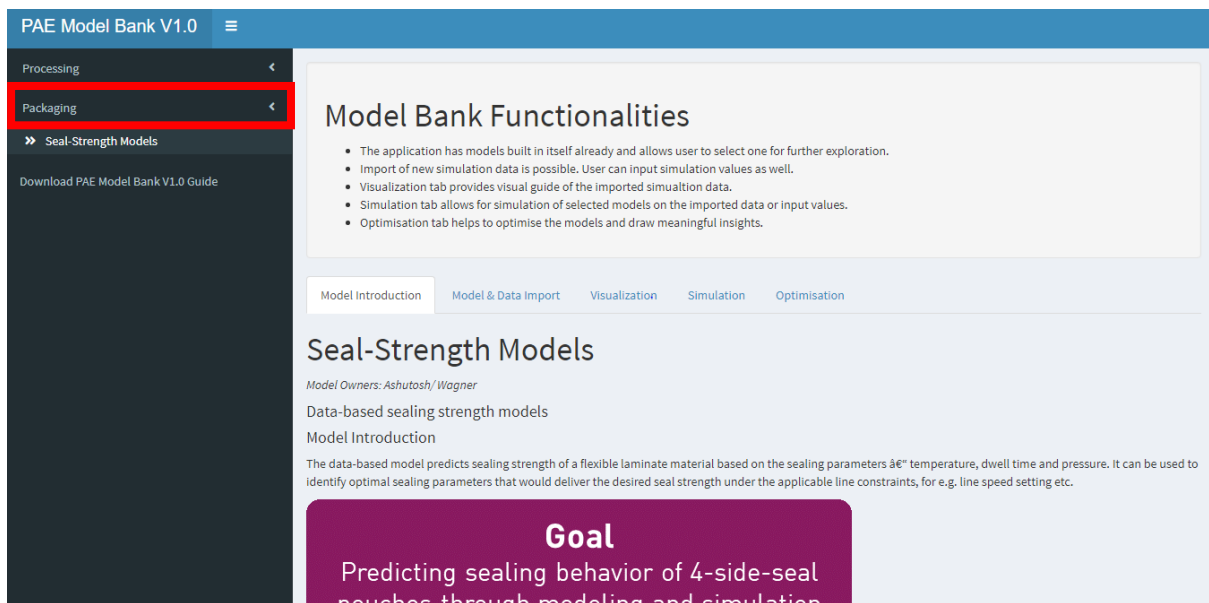 PAE Model Bank V1.0
Processing
Packaging
Seal-Strength Models
Download PAE Model Bank V1.0 Guide
Model Bank Functionalities
The application has models built in itself already and allows user to select one for further exploration.
Import of new simulation data is possible. User can input simulation values as well.
Visualization tab provides visual guide of the imported simualtion data.
Simulation tab allows for simulation of selected models on the imported data or input values.
Optimisation tab helps to optimise the models and draw meaningful insights.
Model Introduction Model & Data Import Visualization Simulation Optimisation
Seal-Strength Models
Model Owners: Ashutosh/Wagner
Data-based sealing strength models
Model Introduction
The data-based model predicts sealing strength of a flexible laminate material based on the sealing parameters â€“ temperature, dwell time and pressure. It can be used to
identify optimal sealing parameters that would deliver the desired seal strength under the applicable line constraints, for e.g. line speed setting etc.
Goal
Predicting sealing behavior of 4-side-seal
pouches through modeling and simulation